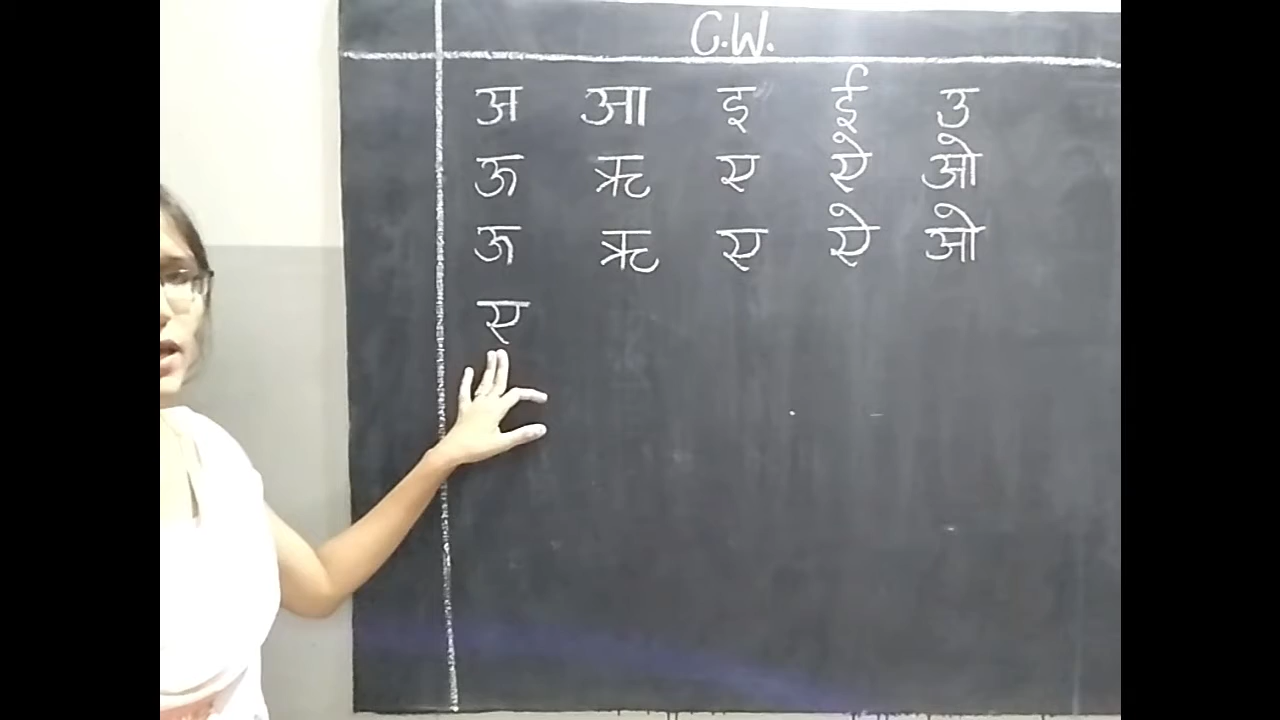 C.W.
अ आ इ ई उ
ऊ ऋ ए ऐ ओ
ऊ ऋ ए ऐ ओ
ए